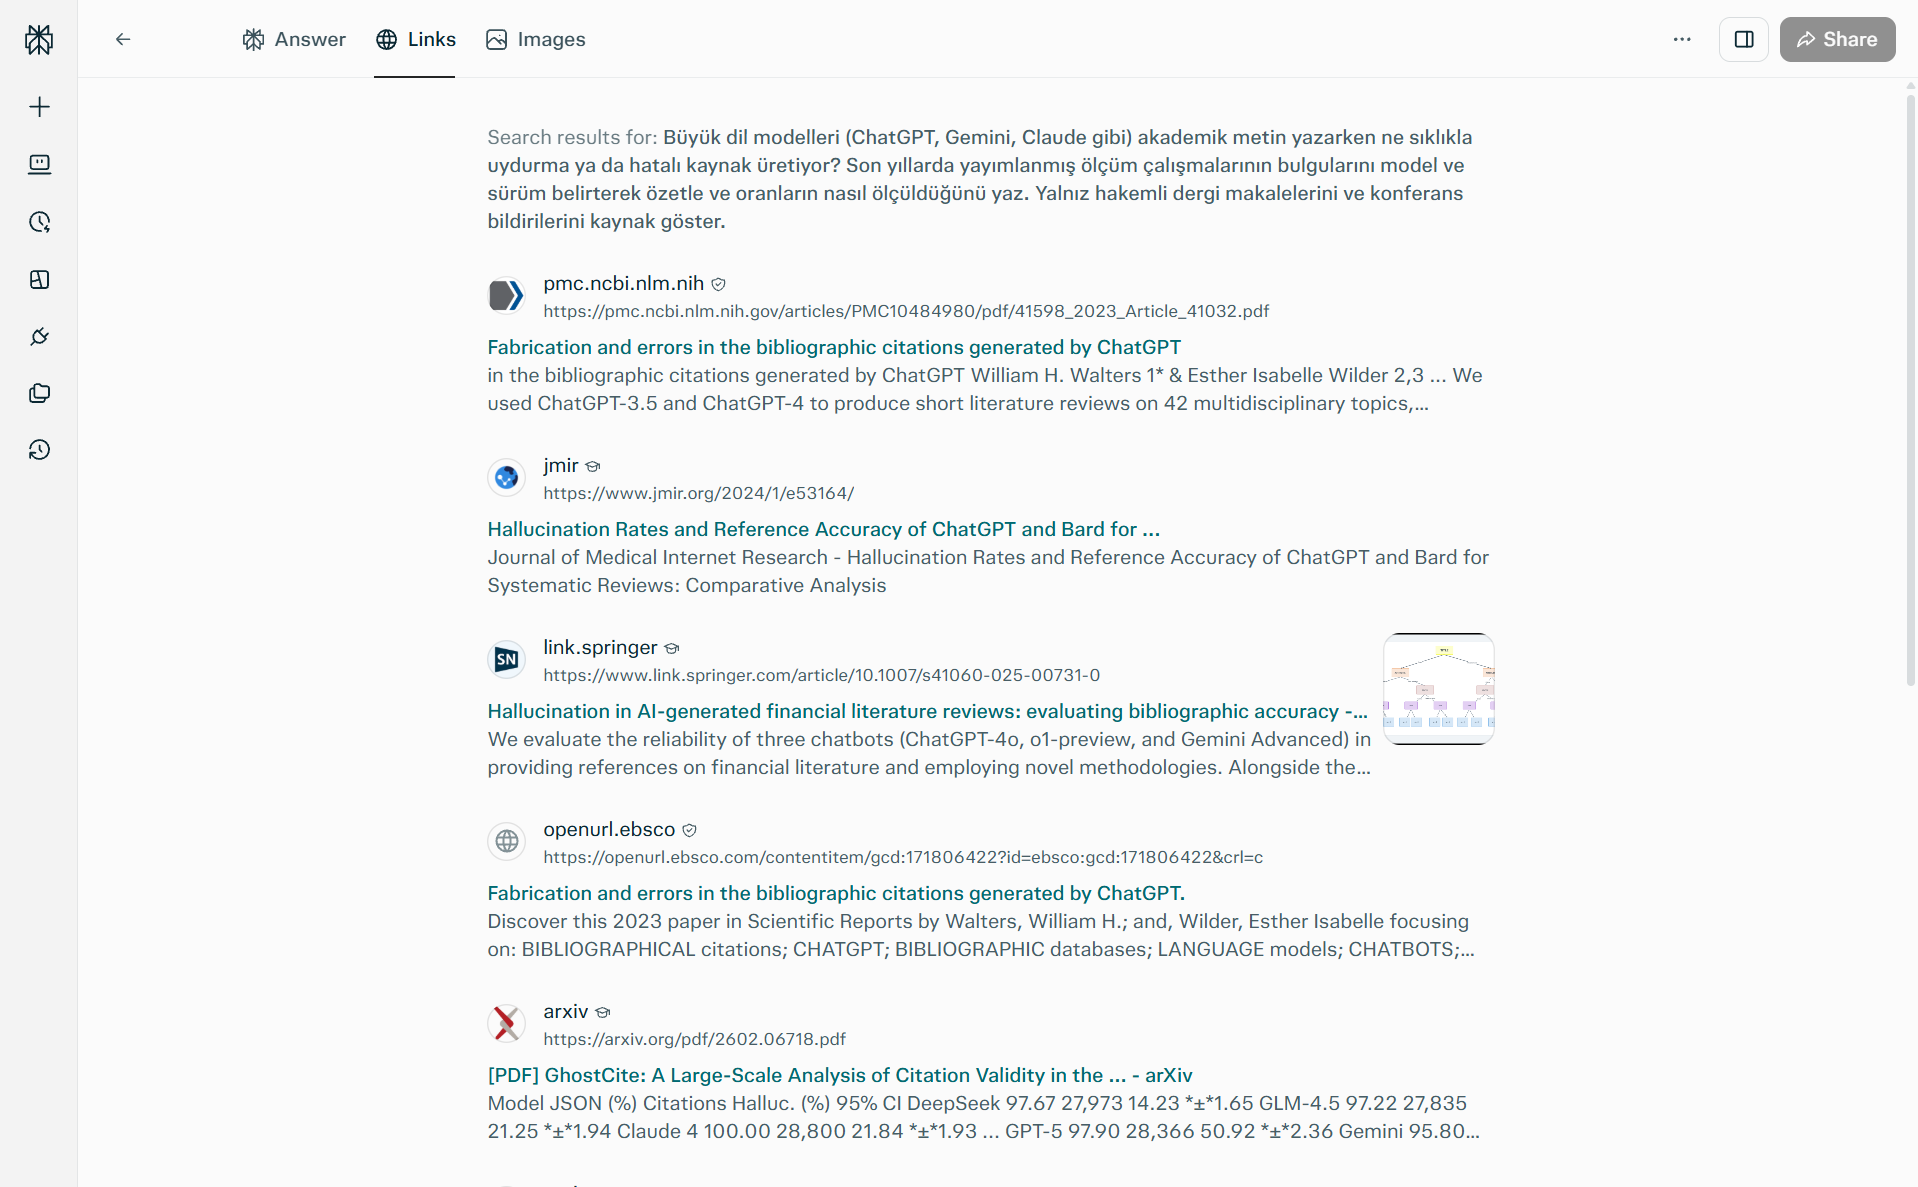 Answer
Links
Images
Share
Search results for: Büyük dil modelleri (ChatGPT, Gemini, Claude gibi) akademik metin yazarken ne sıklıkla
uydurma ya da hatalı kaynak üretiyor? Son yıllarda yayımlanmış ölçüm çalışmalarının bulgularını model ve
sürüm belirterek özetle ve oranların nasıl ölçüldüğünü yaz. Yalnız hakemli dergi makalelerini ve konferans
bildirilerini kaynak göster.
pmc.ncbi.nlm.nih
https://pmc.ncbi.nlm.nih.gov/articles/PMC10484980/pdf/41598_2023_Article_41032.pdf
Fabrication and errors in the bibliographic citations generated by ChatGPT
in the bibliographic citations generated by ChatGPT William H. Walters 1* & Esther Isabelle Wilder 2,3 ... We
used ChatGPT-3.5 and ChatGPT-4 to produce short literature reviews on 42 multidisciplinary topics,...
jmir
https://www.jmir.org/2024/1/e53164/
Hallucination Rates and Reference Accuracy of ChatGPT and Bard for ...
Journal of Medical Internet Research - Hallucination Rates and Reference Accuracy of ChatGPT and Bard for
Systematic Reviews: Comparative Analysis
SN
link.springer
https://www.link.springer.com/article/10.1007/s41060-025-00731-0
Hallucination in AI-generated financial literature reviews: evaluating bibliographic accuracy -...
We evaluate the reliability of three chatbots (ChatGPT-4o, o1-preview, and Gemini Advanced) in
providing references on financial literature and employing novel methodologies. Alongside the...
openurl.ebsco
https://openurl.ebsco.com/contentitem/gcd:171806422?id=ebsco:gcd:171806422&crl=c
Fabrication and errors in the bibliographic citations generated by ChatGPT.
Discover this 2023 paper in Scientific Reports by Walters, William H.; and, Wilder, Esther Isabelle focusing
on: BIBLIOGRAPHICAL citations; CHATGPT; BIBLIOGRAPHIC databases; LANGUAGE models; CHATBOTS;...
arxiv
https://arxiv.org/pdf/2602.06718.pdf
[PDF] GhostCite: A Large-Scale Analysis of Citation Validity in the ... - arXiv
Model JSON (%) Citations Halluc. (%) 95% CI DeepSeek 97.67 27,973 14.23 *±*1.65 GLM-4.5 97.22 27,835
21.25 *±*1.94 Claude 4 100.00 28,800 21.84 *±*1.93 ... GPT-5 97.90 28,366 50.92 *±*2.36 Gemini 95.80...